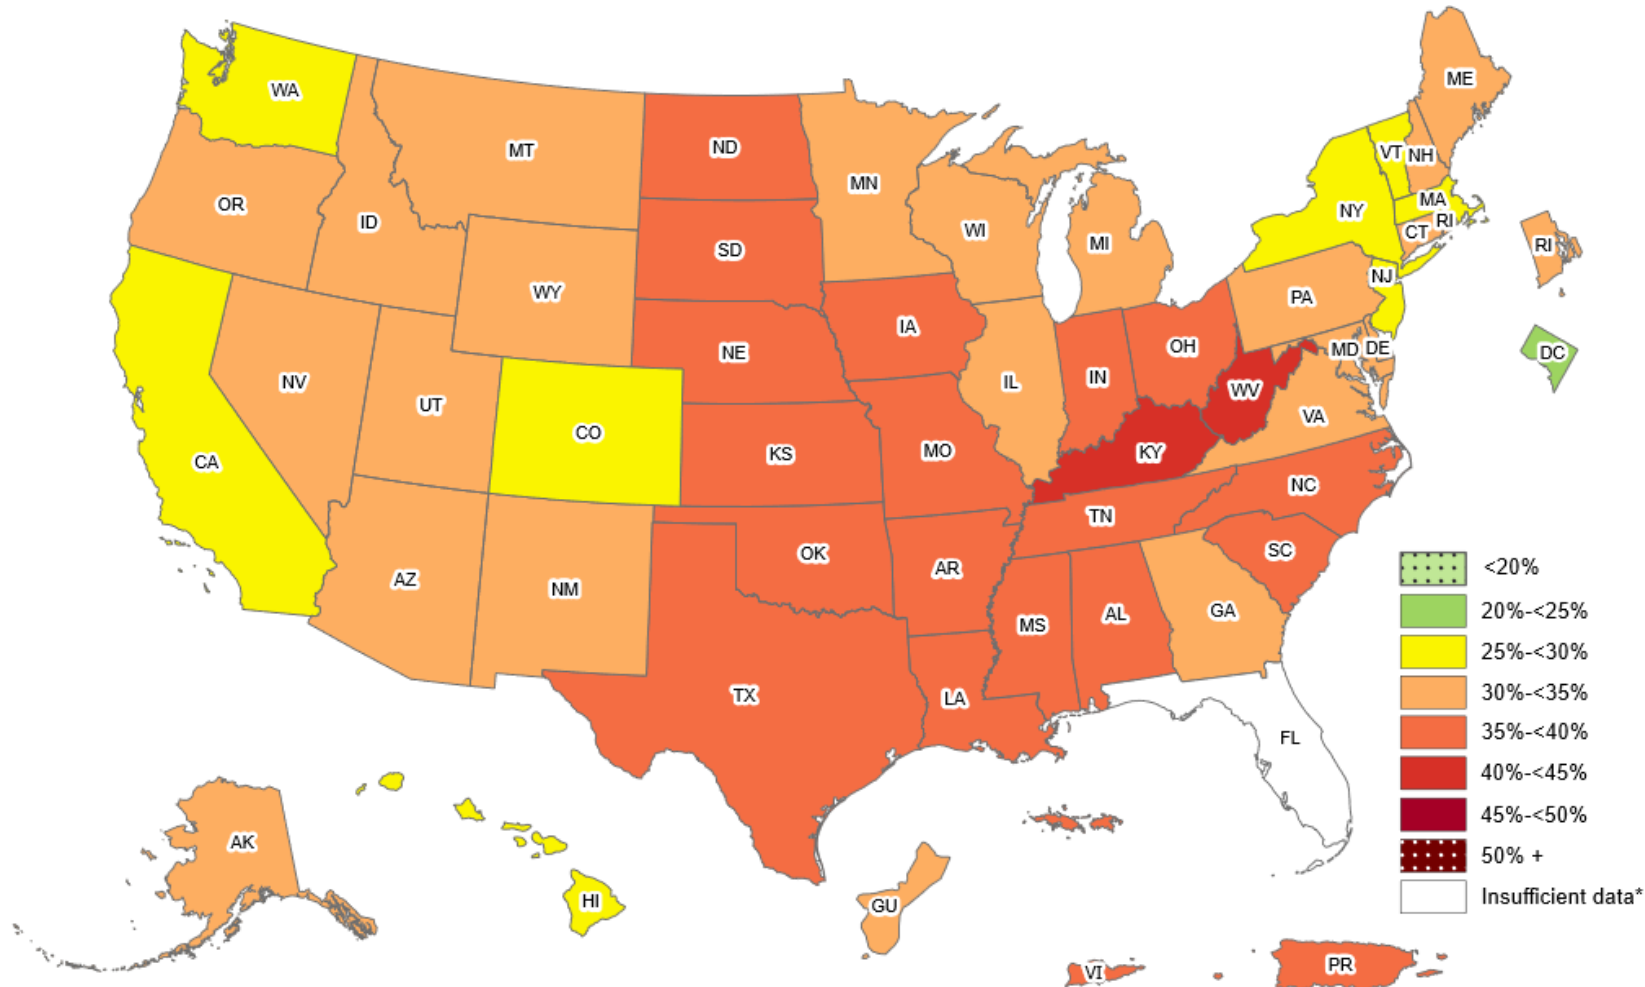 WA
ME
MT
ND
VT
NH
MN
OR
ID
MA
NY
RI
WI
CT
MI
SD
RI
NJ
WY
PA
IA
OH
MD
DE
NE
DC
NV
IL
IN
WV
UT
CO
VA
CA
KS
MO
KY
NC
TN
OK
SC
AZ
NM
AR
GA
MS
AL
TX
LA
FL
AK
HI
GU
VI
PR
<20%
20%-<25%
25%-<30%
30%-<35%
35%-<40%
40%-<45%
45%-<50%
50% +
Insufficient data*